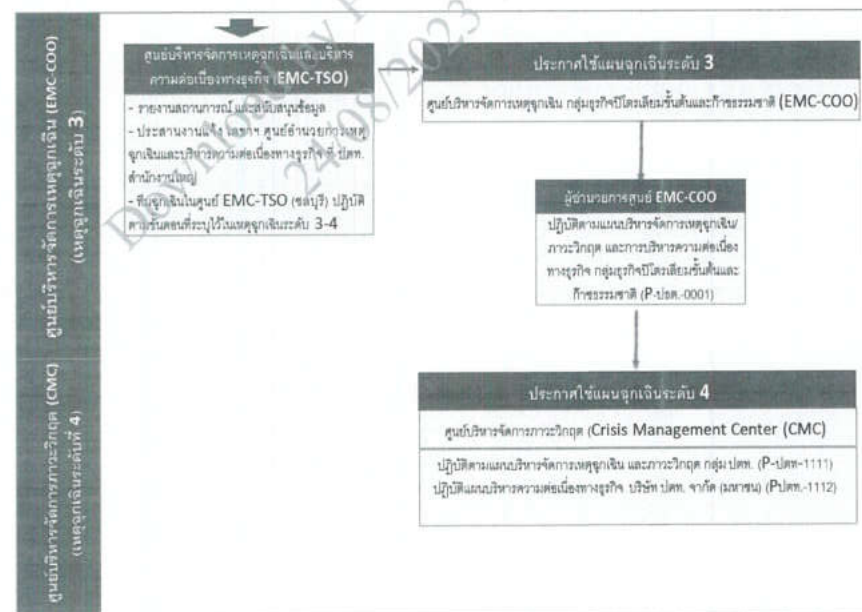 ศูนย์บริหารจัดการเหตุฉุกเฉิน (EMC-COO)
(เหตุฉุกเฉินระดับ 3)
ศูนย์บริหารจัดการเหตุฉุกเฉินและบริหาร
ความต่อเนื่องทางธุรกิจ (EMC-TSO)
- รายงานสถานการณ์ และสนับสนุนข้อมูล
- ประสานงานแจ้ง เลขาฯ ศูนย์อำนวยการเหตุ
ฉุกเฉินและบริหารความต่อเนื่องทางธุรกิจ ที่ ปตท.
สำนักงานใหญ่
- ทีมฉุกเฉินในศูนย์ EMC-TSO (ชลบุรี) ปฏิบัติ
ตามขั้นตอนที่ระบุไว้ในเหตุฉุกเฉินระดับ 3-4
ประกาศใช้แผนฉุกเฉินระดับ 3
ศูนย์บริหารจัดการเหตุฉุกเฉิน กลุ่มธุรกิจปิโตรเลียมขั้นต้นและก๊าซธรรมชาติ (EMC-COO)
ผู้อำนวยการศูนย์ EMC-COO
ปฏิบัติตามแผนบริหารจัดการเหตุฉุกเฉิน/
ภาวะวิกฤต และการบริหารความต่อเนื่อง
ทางธุรกิจ กลุ่มธุรกิจปิโตรเลียมขั้นต้นและ
ก๊าซธรรมชาติ (P-ปธต.-0001)
ศูนย์บริหารจัดการภาวะวิกฤต (CMC)
(เหตุฉุกเฉินระดับที่ 4)
ประกาศใช้แผนฉุกเฉินระดับ 4
ศูนย์บริหารจัดการภาวะวิกฤต (Crisis Management Center (CMC)
ปฏิบัติตามแผนบริหารจัดการเหตุฉุกเฉิน และภาวะวิกฤต กลุ่ม ปตท. (P-ปตท-1111)
ปฏิบัติแผนบริหารความต่อเนื่องทางธุรกิจ บริษัท ปตท. จากัด (มหาชน) (Pปตท.-1112)
Download by
24/08/2023